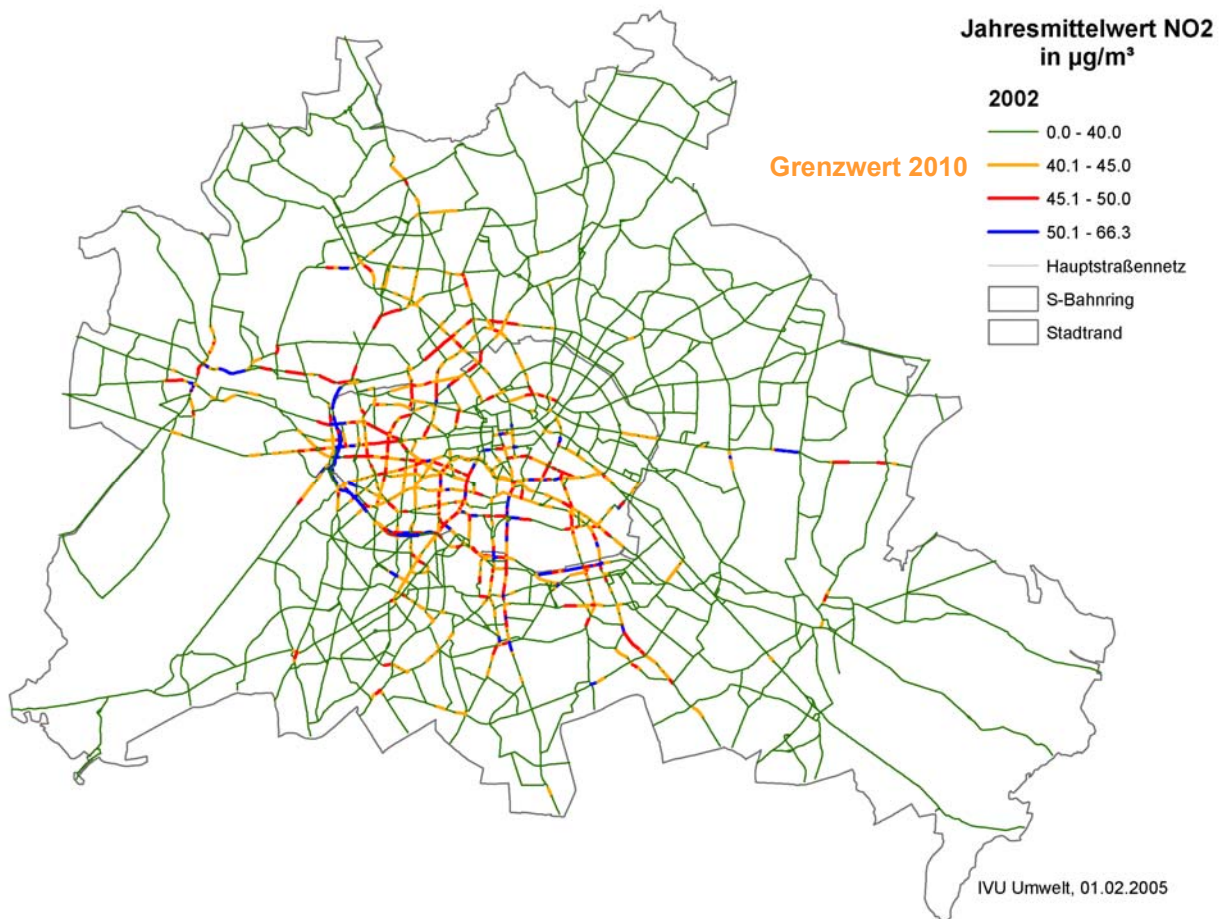 Jahresmittelwert NO2
in µg/m³
2002
0.0 - 40.0
Grenzwert 2010
40.1 - 45.0
45.1 - 50.0
50.1 - 66.3
Hauptstraßennetz
S-Bahnring
Stadtrand
IVU Umwelt, 01.02.2005